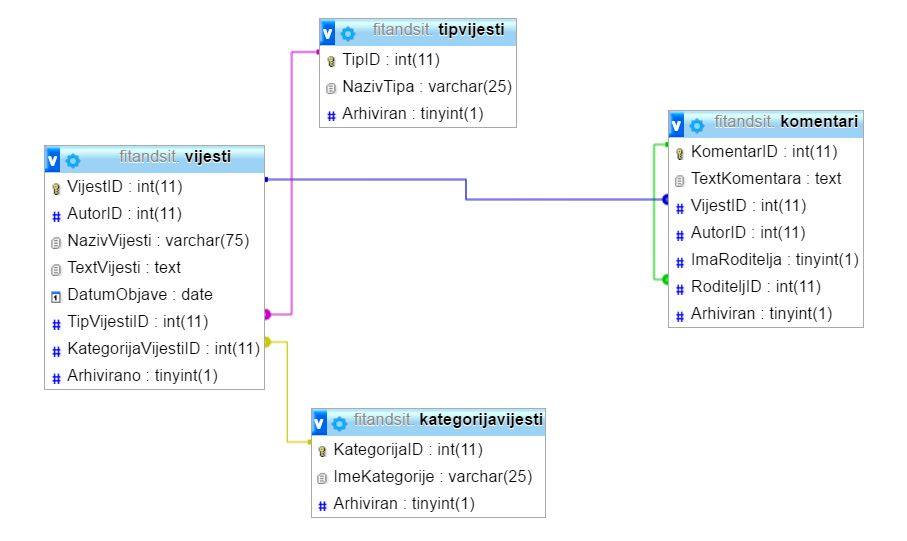 fitandsit. tipvijesti
TipID : int(11)
NazivTipa : varchar(25)
Arhiviran : tinyint(1)
fitandsit. komentari
KomentarID : int(11)
TextKomentara : text
VijestID : int(11)
AutorID : int(11)
ImaRoditelja : tinyint(1)
RoditeljID : int(11)
Arhiviran : tinyint(1)
fitandsit. vijesti
VijestID : int(11)
AutorID : int(11)
NazivVijesti : varchar(75)
TextVijesti : text
DatumObjave : date
TipVijestiID : int(11)
KategorijaVijestiID : int(11)
Arhivirano : tinyint(1)
fitandsit. kategorijavijesti
KategorijaID : int(11)
ImeKategorije : varchar(25)
Arhiviran : tinyint(1)